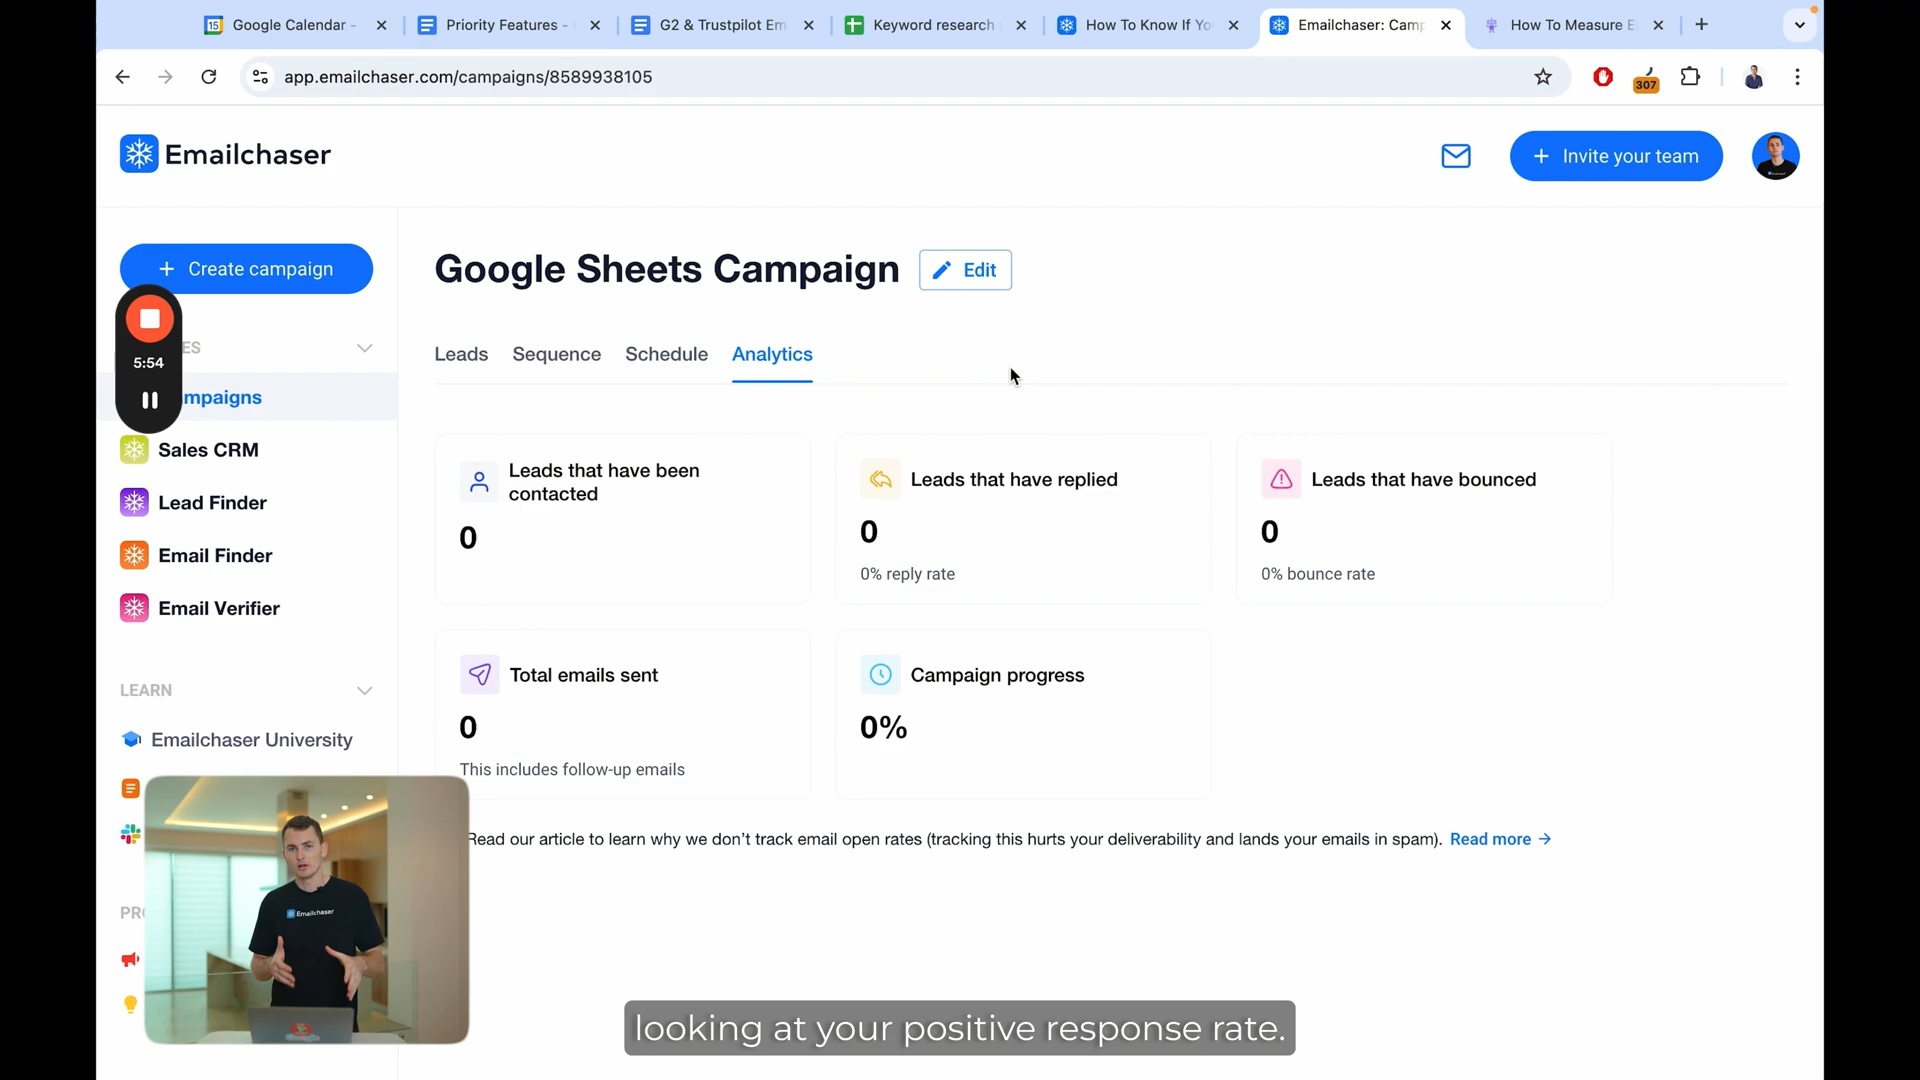 15 Google Calendar -
Priority Features -
G2 & Trustpilot Em
Keyword research
How To Know If Yo
Emailchaser: Camp
How To Measure E
app.emailchaser.com/campaigns/8589938105
307
Emailchaser
+ Invite your team
+ Create campaign
Google Sheets Campaign
Edit
5:54
ES
mpaigns
Leads
Sequence
Schedule
Analytics
Sales CRM
Lead Finder
Email Finder
Email Verifier
Leads that have been
contacted
0
Leads that have replied
0
0% reply rate
Leads that have bounced
0
0% bounce rate
Total emails sent
0
This includes follow-up emails
Campaign progress
0%
LEARN
Emailchaser University
Read our article to learn why we don't track email open rates (tracking this hurts your deliverability and lands your emails in spam). Read more →
PRO
Emailchaser
looking at your positive response rate.